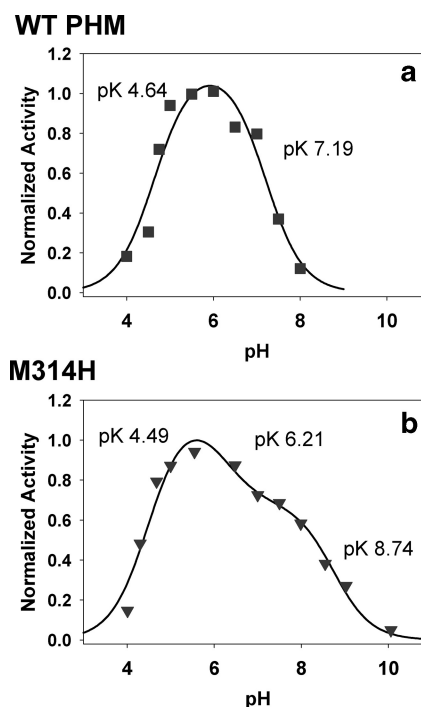 WT PHM
a
1.2
1.0
0.8
0.6
0.4
0.2
0.0
Normalized Activity
pK 4.64
pK 7.19
4 6 8 10
pH
M314H
b
1.2
1.0
0.8
0.6
0.4
0.2
0.0
Normalized Activity
pK 4.49
pK 6.21
pK 8.74
4 6 8 10
pH